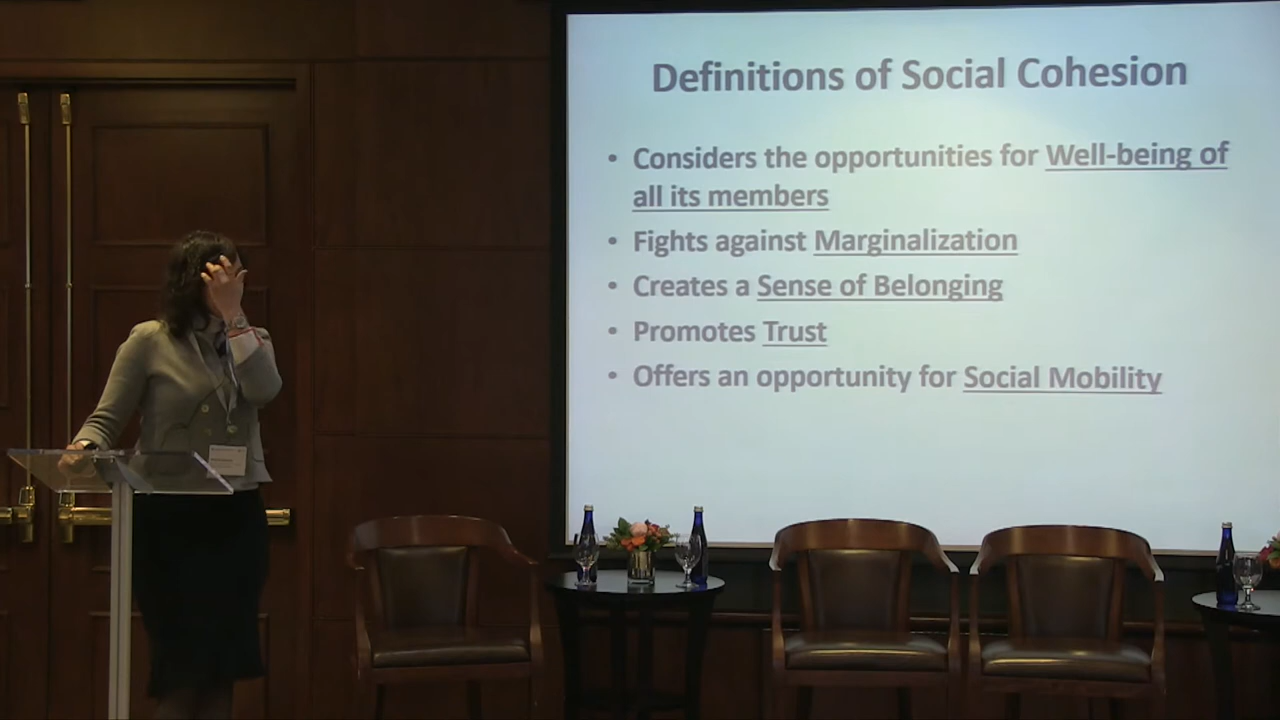 Definitions of Social Cohesion
• Considers the opportunities for Well-being of
all its members
• Fights against Marginalization
• Creates a Sense of Belonging
• Promotes Trust
• Offers an opportunity for Social Mobility